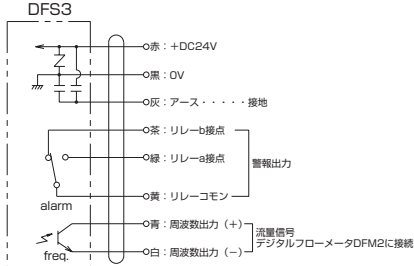 DFS3
赤：＋DC24V
黒：0V
灰：アース・・・・・接地
茶：リレーb接点
緑：リレーa接点
警報出力
黄：リレーコモン
alarm
青：周波数出力（＋）
流量信号
デジタルフローメータDFM2に接続
白：周波数出力（－）
freq.